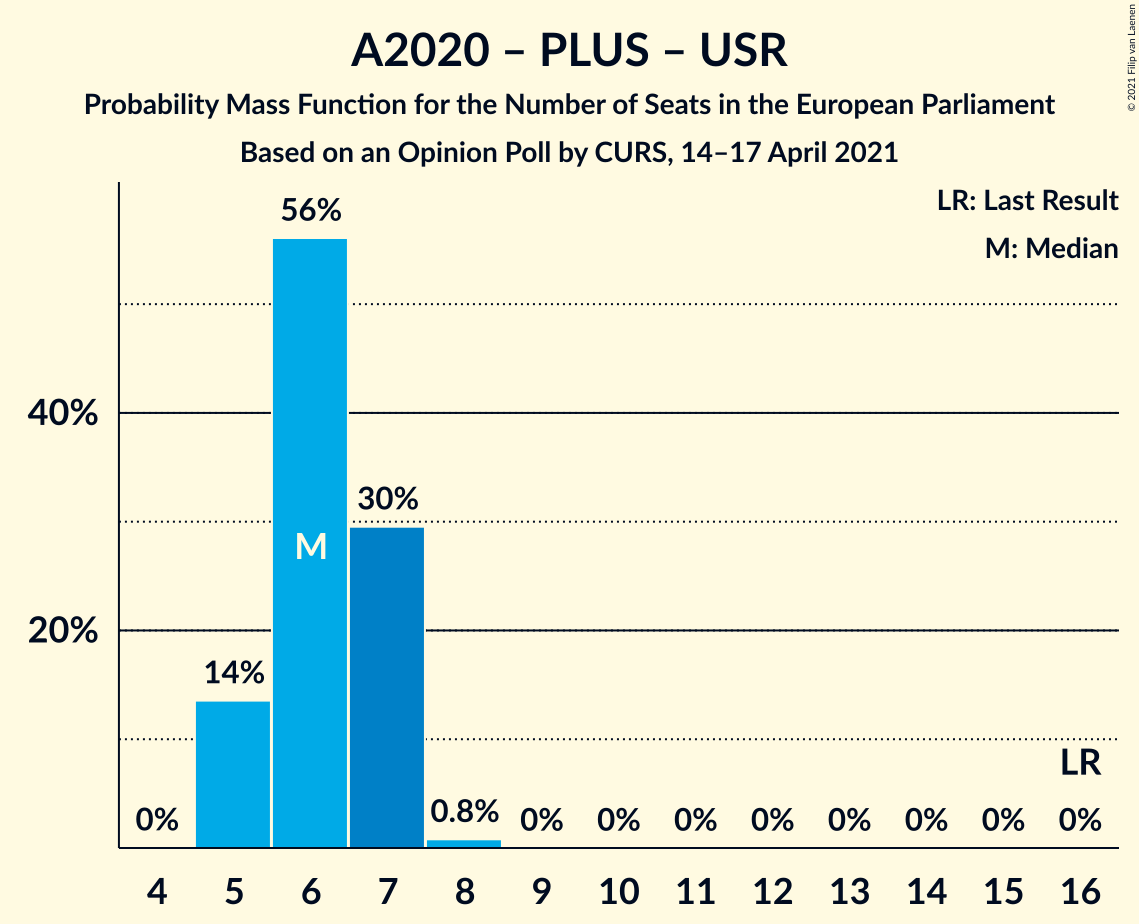 A2020 – PLUS – USR
Probability Mass Function for the Number of Seats in the European Parliament
Based on an Opinion Poll by CURS, 14–17 April 2021
© 2021 Filip van Laenen
LR: Last Result
M: Median
56%
40%
30%
M
20%
14%
LR
0% 0.8% 0% 0% 0% 0% 0% 0% 0% 0%
4 5 6 7 8 9 10 11 12 13 14 15 16